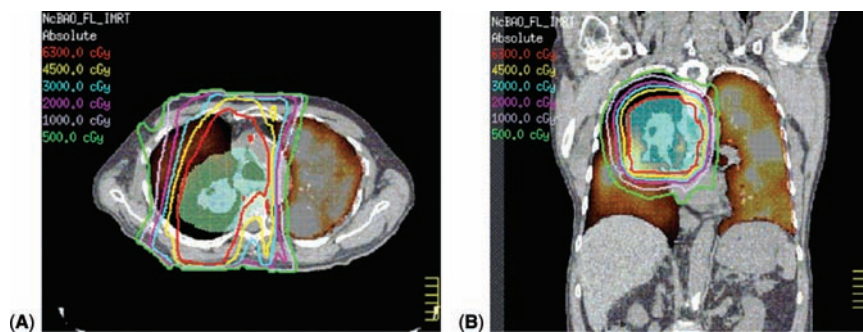 NcBAO_FL_IMRT
Absolute
6300.0 cGy
4500.0 cGy
3000.0 cGy
2000.0 cGy
1000.0 cGy
500.0 cGy
(A)
NcBAO_FL_IMRT
Absolute
6300.0 cGy
4500.0 cGy
3000.0 cGy
2000.0 cGy
1000.0 cGy
500.0 cGy
(B)